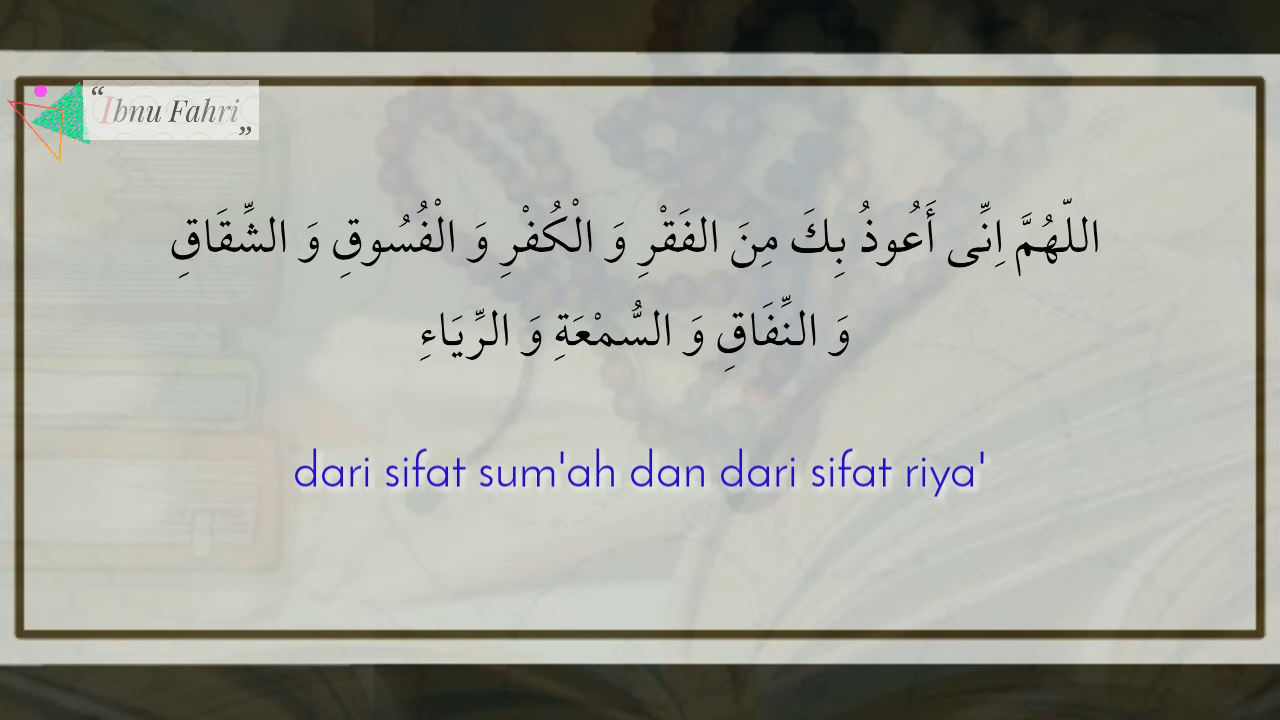 “Ibnu Fahri”
اللّهُمَّ اِنِّى أَعُوذُ بِكَ مِنَ الفَقْرِ وَ الْكُفْرِ وَ الْفُسُوقِ وَ الشِّقَاقِ
وَ النِّفَاقِ وَ السُّمْعَةِ وَ الرِّيَاءِ
dari sifat sum'ah dan dari sifat riya'